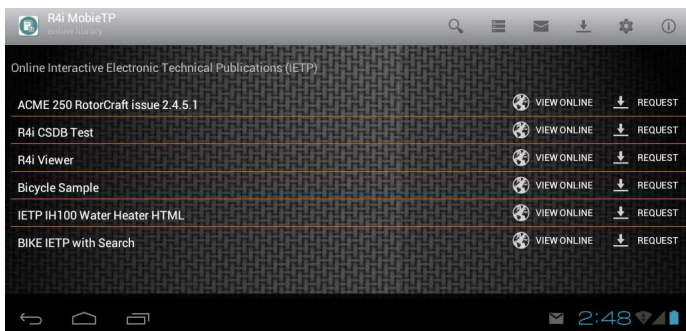 R4i MobieTP
online library
Online Interactive Electronic Technical Publications (IETP)
ACME 250 RotorCraft issue 2.4.5.1 VIEW ONLINE REQUEST
R4i CSDB Test VIEW ONLINE REQUEST
R4i Viewer VIEW ONLINE REQUEST
Bicycle Sample VIEW ONLINE REQUEST
IETP IH100 Water Heater HTML VIEW ONLINE REQUEST
BIKE IETP with Search VIEW ONLINE REQUEST
2:48